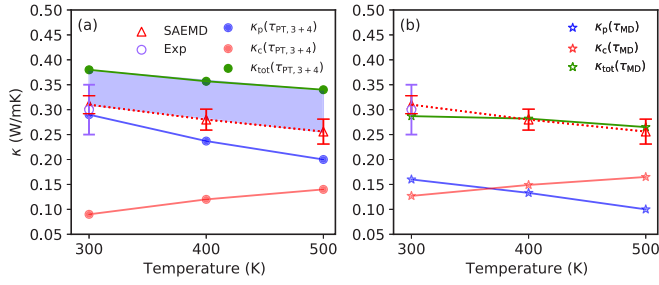 (a)
SAEMD
Exp
κp(τPT, 3+4)
κc(τPT, 3+4)
κtot(τPT, 3+4)
κ (W/mK)
0.50
0.45
0.40
0.35
0.30
0.25
0.20
0.15
0.10
0.05
300
400
500
Temperature (K)
(b)
κp(τMD)
κc(τMD)
κtot(τMD)
0.50
0.45
0.40
0.35
0.30
0.25
0.20
0.15
0.10
0.05
300
400
500
Temperature (K)